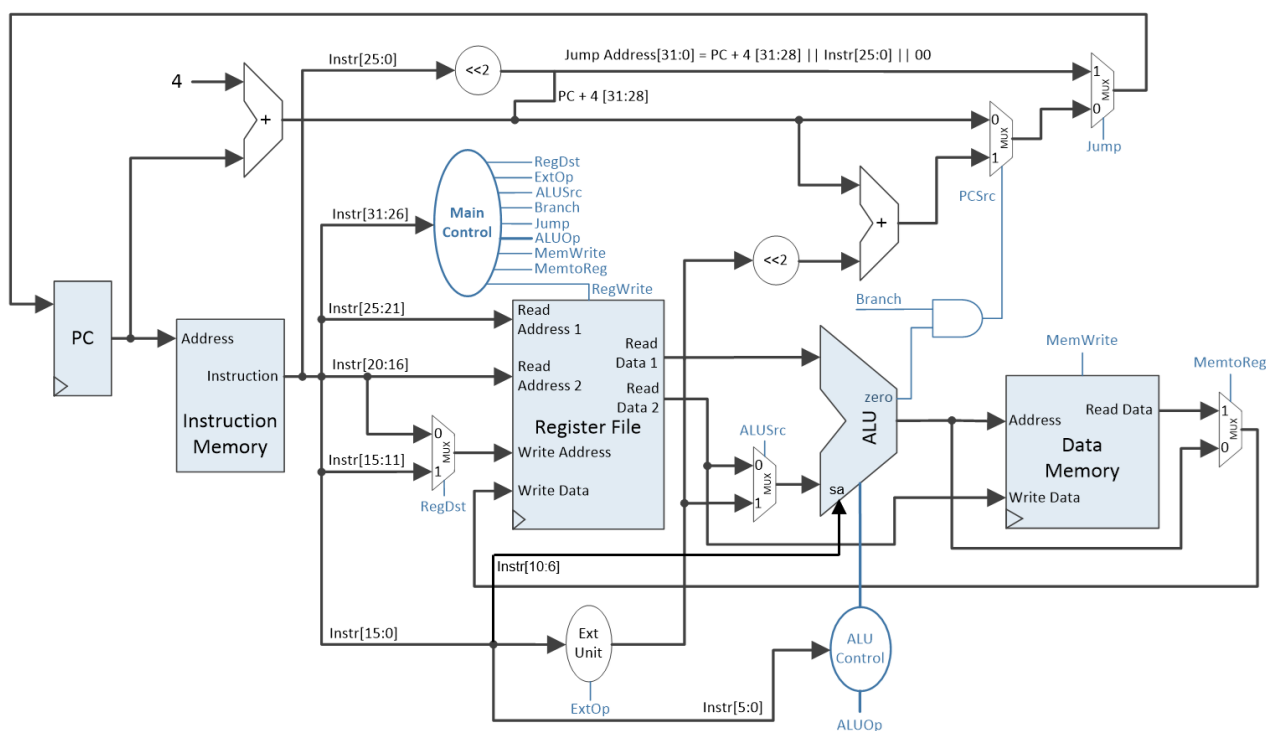 Instr[25:0]
<<2
Jump Address[31:0] = PC + 4 [31:28] || Instr[25:0] || 00
4
+
PC + 4 [31:28]
1
0
MUX
Jump
0
1
MUX
PCSrc
Instr[31:26]
Main
Control
RegDst
ExtOp
ALUSrc
Branch
Jump
ALUOp
MemWrite
MemtoReg
RegWrite
+
<<2
PC
Address
Instruction
Instruction
Memory
Instr[25:21]
Instr[20:16]
Instr[15:11]
0
1
MUX
RegDst
Read
Address 1
Read
Address 2
Read
Data 1
Read
Data 2
Register File
Write Address
Write Data
ALUSrc
0
1
MUX
Branch
zero
ALU
sa
MemWrite
Address
Read Data
Data
Memory
Write Data
MemtoReg
1
0
MUX
Instr[10:6]
Instr[15:0]
Ext
Unit
ExtOp
Instr[5:0]
ALU
Control
ALUOp